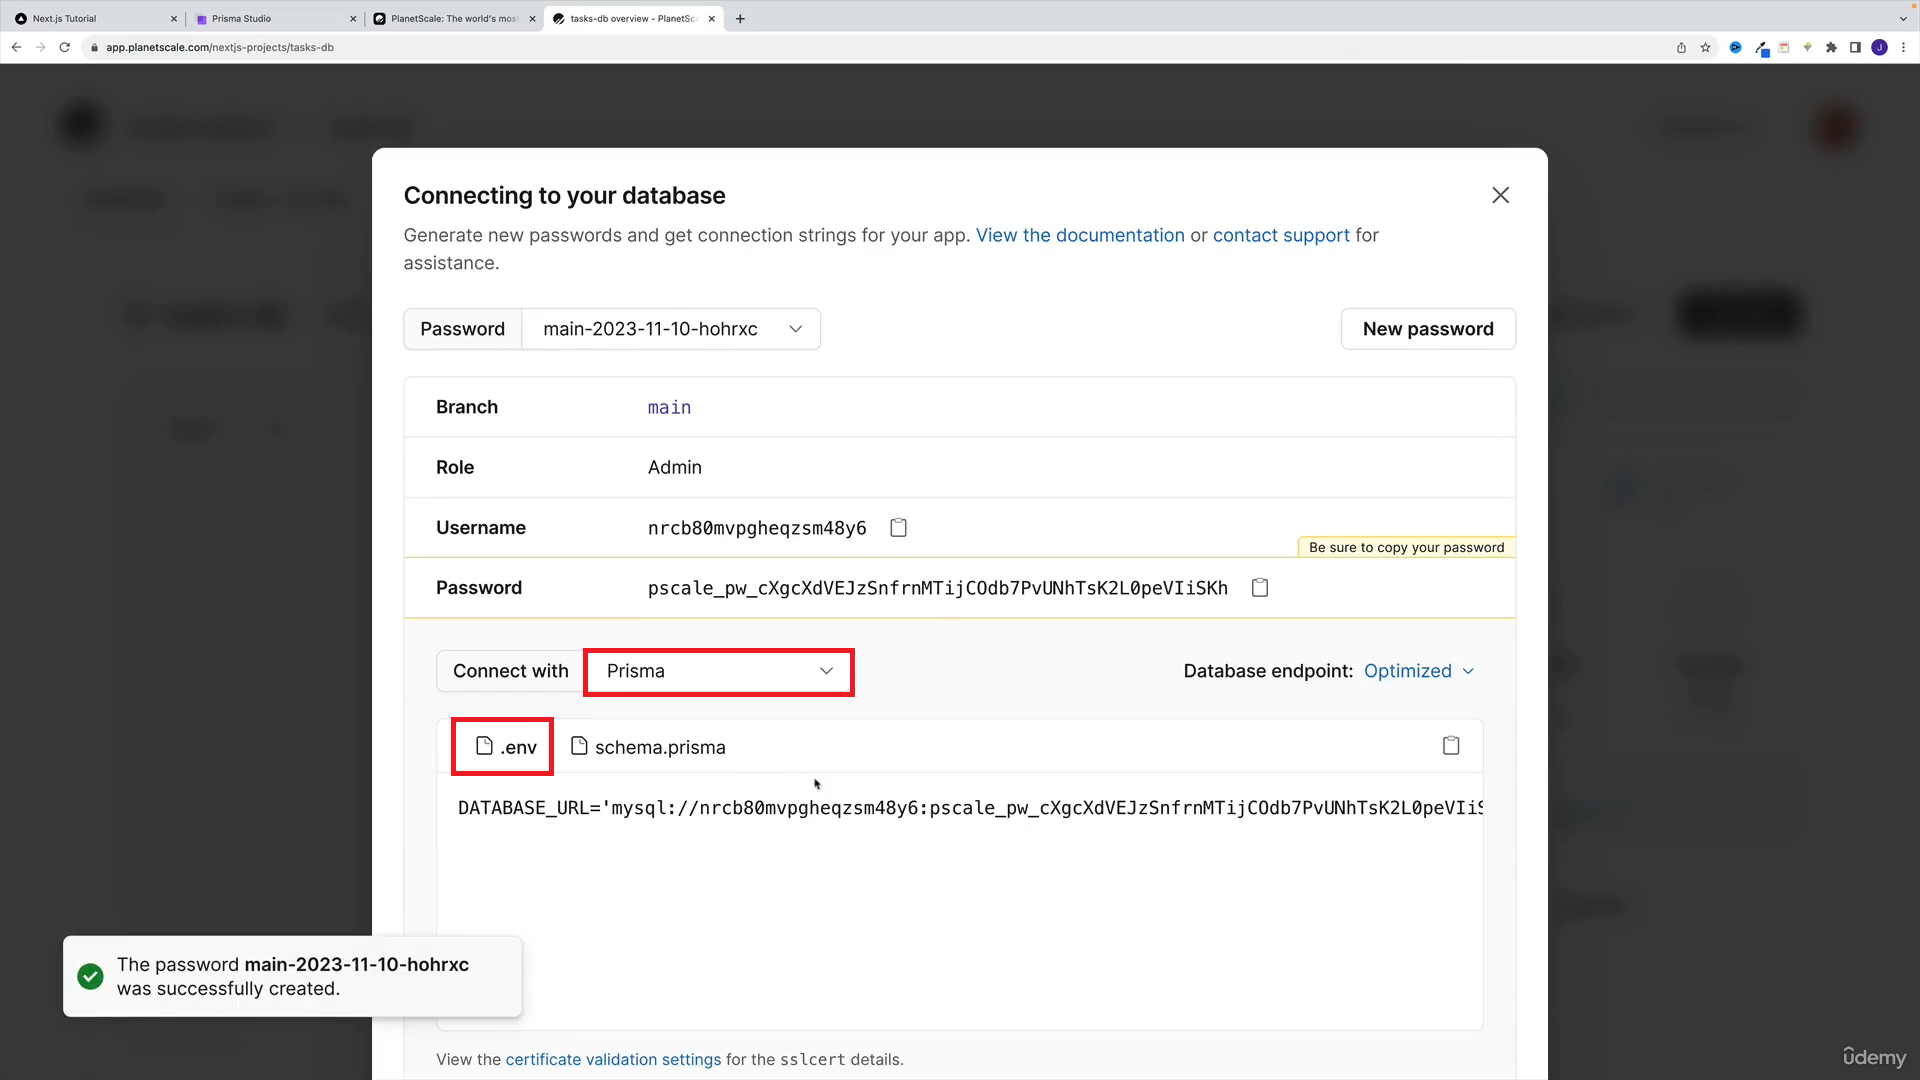 Next.js Tutorial
Prisma Studio
PlanetScale: The world's mos
tasks-db overview - PlanetSca
app.planetscale.com/nextjs-projects/tasks-db
J
Connecting to your database
Generate new passwords and get connection strings for your app. View the documentation or contact support for
assistance.
Password main-2023-11-10-hohrxc
New password
Branch main
Role Admin
Username nrcb80mvpgheqzsm48y6
Be sure to copy your password
Password pscale_pw_cXgcXdVEJzSnfrnMTijCOdb7PvUNhTsK2L0peVIiSKh
Connect with Prisma
Database endpoint: Optimized
.env schema.prisma
DATABASE_URL='mysql://nrcb80mvpgheqzsm48y6:pscale_pw_cXgcXdVEJzSnfrnMTijCOdb7PvUNhTsK2L0peVIiS
The password main-2023-11-10-hohrxc
was successfully created.
View the certificate validation settings for the sslcert details.
ûdemy